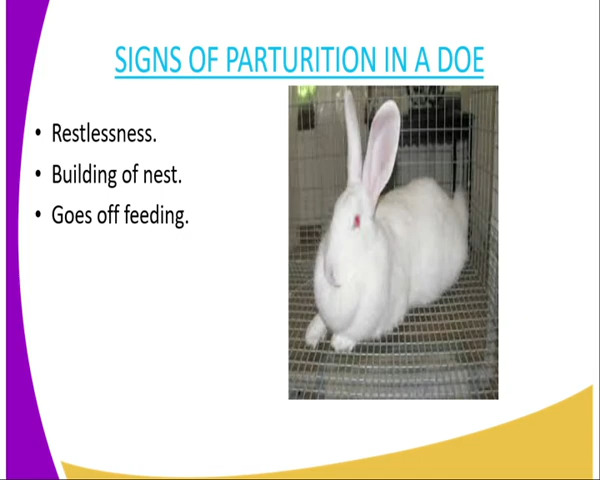 SIGNS OF PARTURITION IN A DOE
• Restlessness.
• Building of nest.
• Goes off feeding.